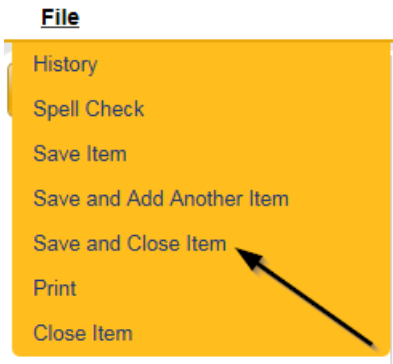 File
History
Spell Check
Save Item
Save and Add Another Item
Save and Close Item
Print
Close Item